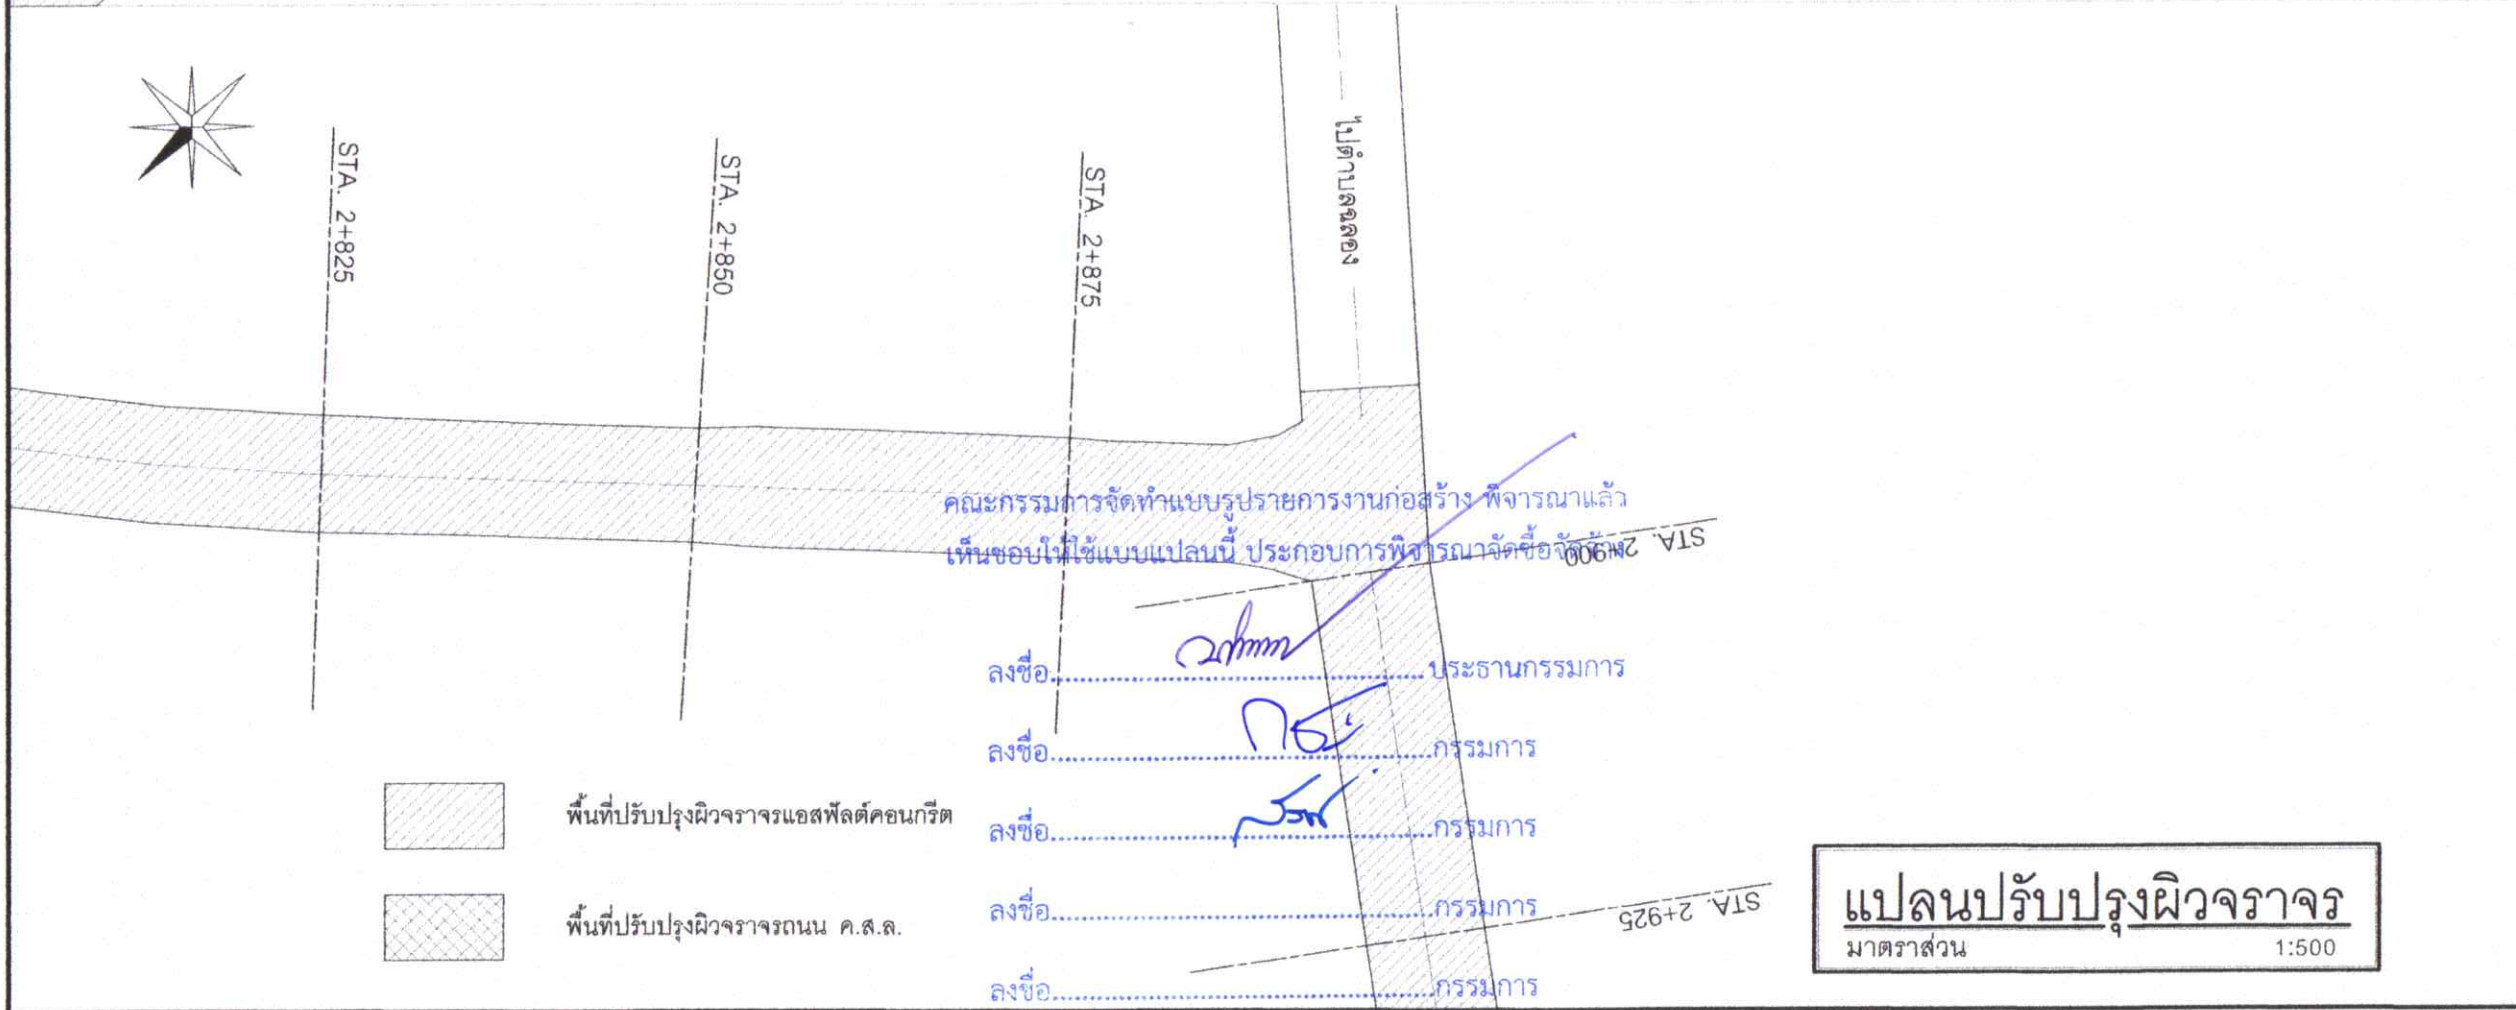 STA. 2+825
STA. 2+850
STA. 2+875
ไปตำบลฉลอง
คณะกรรมการจัดทำแบบรูปรายการงานก่อสร้าง พิจารณาแล้ว
เห็นชอบให้ใช้แบบแปลนนี้ ประกอบการพิจารณาจัดซื้อจัดจ้าง
STA. 2+900
ลงชื่อ.....ประธานกรรมการ
ลงชื่อ.....กรรมการ
ลงชื่อ.....กรรมการ
ลงชื่อ.....กรรมการ
ลงชื่อ.....กรรมการ
STA. 2+925
พื้นที่ปรับปรุงผิวจราจรแอสฟัลต์คอนกรีต
พื้นที่ปรับปรุงผิวจราจรถนน ค.ส.ล.
แปลนปรับปรุงผิวจราจร
มาตราส่วน 1:500